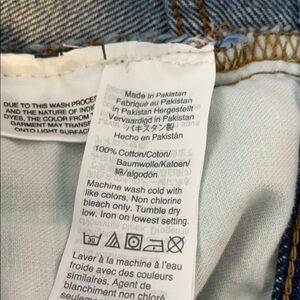 DUE TO THIS WASH PROCES
AND THE NATURE OF INDI
DYES, THE COLOR FROM T
GARMENT MAY TRANS
ONTO LIGHT SURFAC
Made in Pakistan
Fabriqué au Pakistan
In Pakistan Hergestellt
Vervaardigd in Pakistan
パキスタン製
Hecho en Pakistán
100% Cotton/Coton/
Baumwolle/Katoen/
綿/algodón
Machine wash cold with
like colors. Non chlorine
bleach only. Tumble dry
low. Iron on lowest setting.
30
Laver à la machine à l'eau
froide avec des couleurs
similaires. Agent de
blanchiment non chloré